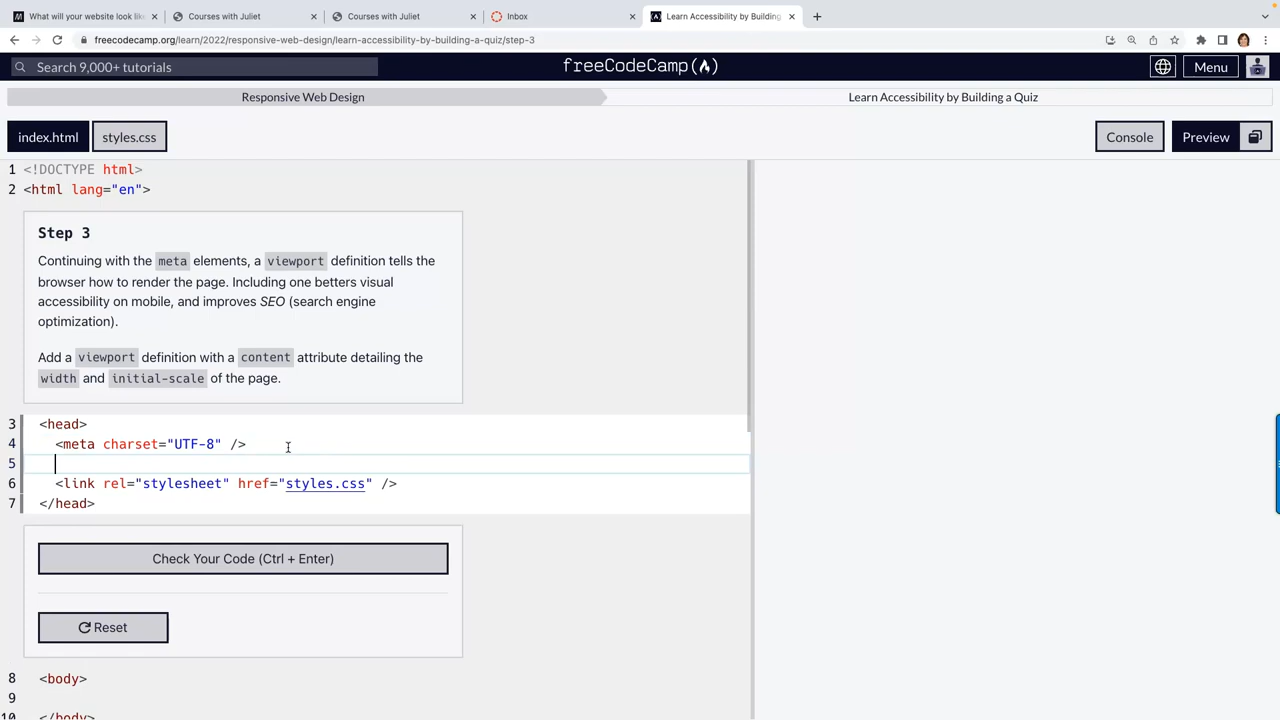 What will your website look like
Courses with Juliet
Courses with Juliet
Inbox
Learn Accessibility by Building
freecodecamp.org/learn/2022/responsive-web-design/learn-accessibility-by-building-a-quiz/step-3
Search 9,000+ tutorials
freeCodeCamp
Menu
Responsive Web Design
Learn Accessibility by Building a Quiz
index.html
styles.css
Console
Preview
1 <!DOCTYPE html>
2 <html lang="en">
Step 3
Continuing with the meta elements, a viewport definition tells the
browser how to render the page. Including one betters visual
accessibility on mobile, and improves SEO (search engine
optimization).
Add a viewport definition with a content attribute detailing the
width and initial-scale of the page.
3 <head>
4 <meta charset="UTF-8" />
5
6 <link rel="stylesheet" href="styles.css" />
7 </head>
Check Your Code (Ctrl + Enter)
Reset
8 <body>
9
10 </body>